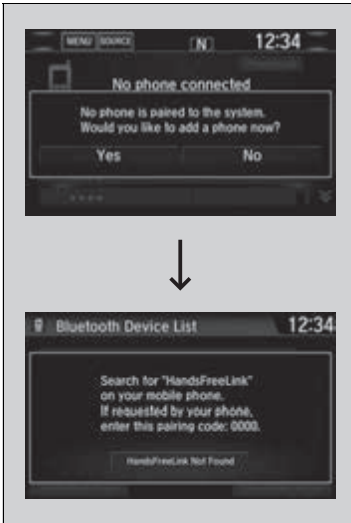 MENU SOURCE N 12:34
No phone connected
No phone is paired to the system.
Would you like to add a phone now?
Yes No
Bluetooth Device List 12:34
Search for "HandsFreeLink"
on your mobile phone.
If requested by your phone,
enter this pairing code: 0000.
HandsFreeLink Not Found